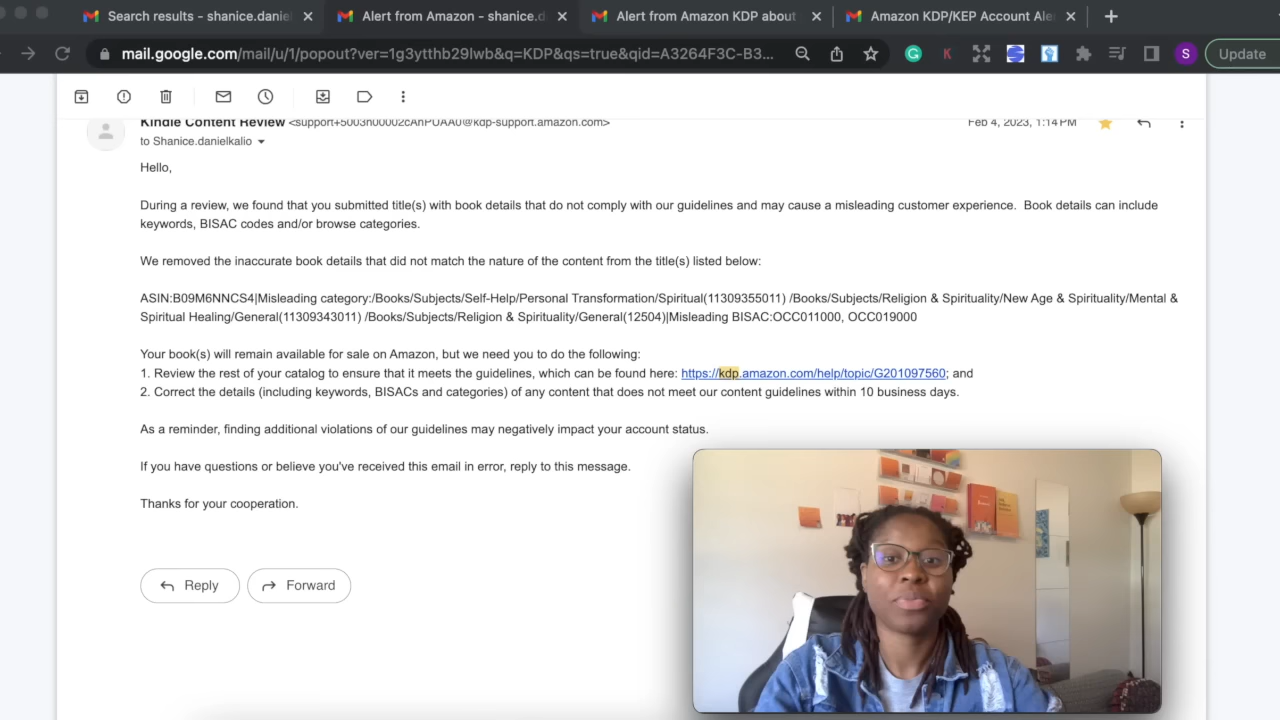 Search results - shanice.daniel
Alert from Amazon - shanice.d
Alert from Amazon KDP about
Amazon KDP/KEP Account Ale
mail.google.com/mail/u/1/popout?ver=1g3ytthb29lwb&q=KDP&qs=true&qid=A3264F3C-B3...
K
S
Update
Kindle Content Review <support+5003h00002cAhPUAA0@kdp-support.amazon.com>
Feb 4, 2023, 1:14 PM
to Shanice.danielkalio
Hello,
During a review, we found that you submitted title(s) with book details that do not comply with our guidelines and may cause a misleading customer experience.  Book details can include
keywords, BISAC codes and/or browse categories.
We removed the inaccurate book details that did not match the nature of the content from the title(s) listed below:
ASIN:B09M6NNCS4|Misleading category:/Books/Subjects/Self-Help/Personal Transformation/Spiritual(11309355011) /Books/Subjects/Religion & Spirituality/New Age & Spirituality/Mental &
Spiritual Healing/General(11309343011) /Books/Subjects/Religion & Spirituality/General(12504)|Misleading BISAC:OCC011000, OCC019000
Your book(s) will remain available for sale on Amazon, but we need you to do the following:
1. Review the rest of your catalog to ensure that it meets the guidelines, which can be found here: https://kdp.amazon.com/help/topic/G201097560; and
2. Correct the details (including keywords, BISACs and categories) of any content that does not meet our content guidelines within 10 business days.
As a reminder, finding additional violations of our guidelines may negatively impact your account status.
If you have questions or believe you've received this email in error, reply to this message.
Thanks for your cooperation.
Reply
Forward